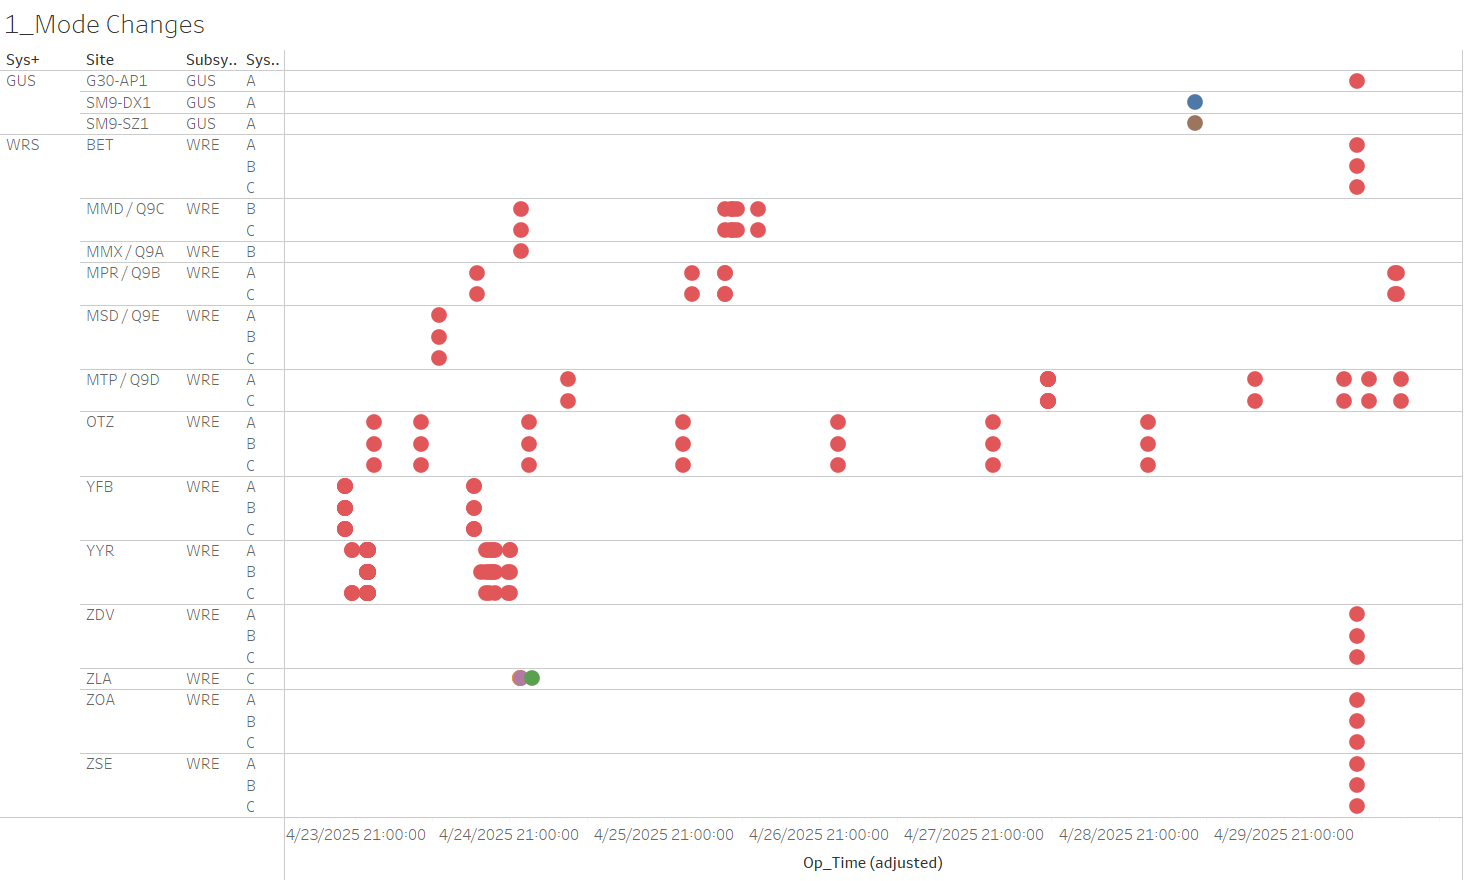 1_Mode Changes
Sys+ Site Subsy.. Sys..
GUS G30-AP1 GUS A
SM9-DX1 GUS A
SM9-SZ1 GUS A
WRS BET WRE A
B
C
MMD / Q9C WRE B
C
MMX / Q9A WRE B
MPR / Q9B WRE A
C
MSD / Q9E WRE A
B
C
MTP / Q9D WRE A
C
OTZ WRE A
B
C
YFB WRE A
B
C
YYR WRE A
B
C
ZDV WRE A
B
C
ZLA WRE C
ZOA WRE A
B
C
ZSE WRE A
B
C
4/23/2025 21:00:00 4/24/2025 21:00:00 4/25/2025 21:00:00 4/26/2025 21:00:00 4/27/2025 21:00:00 4/28/2025 21:00:00 4/29/2025 21:00:00
Op_Time (adjusted)